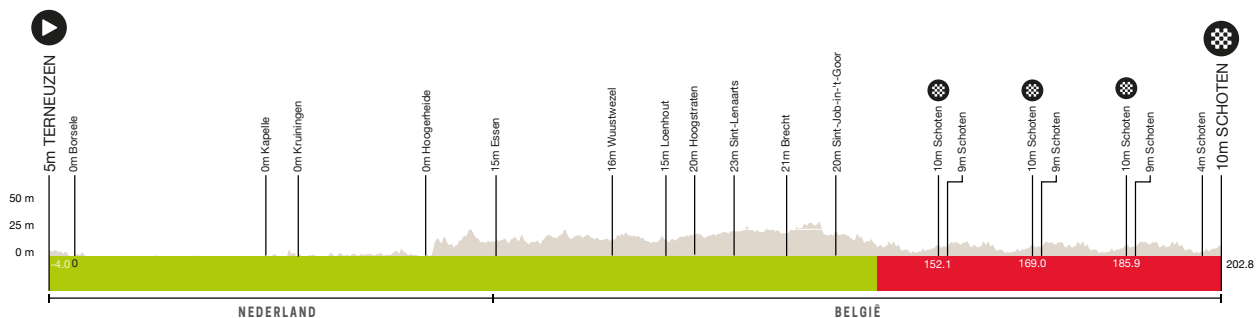 5m TERNEUZEN
0m Borsele
0m Kapelle
0m Kruiningen
0m Hoogerheide
15m Essen
16m Wuustwezel
15m Loenhout
20m Hoogstraten
23m Sint-Lenaarts
21m Brecht
20m Sint-Job-in-'t-Goor
10m Schoten
9m Schoten
10m Schoten
9m Schoten
10m Schoten
9m Schoten
4m Schoten
10m SCHOTEN
50 m
25 m
0 m
-4.0 0 152.1 169.0 185.9 202.8
NEDERLAND BELGIË